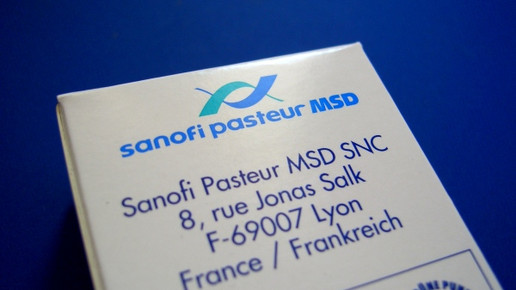 sanofi pasteur MSD
Sanofi Pasteur MSD SNC
8, rue Jonas Salk
F-69007 Lyon
France / Frankreich